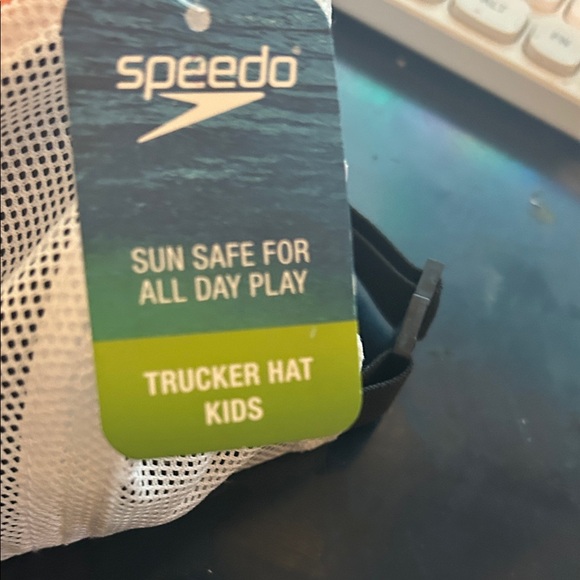 speedo
SUN SAFE FOR
ALL DAY PLAY
TRUCKER HAT
KIDS